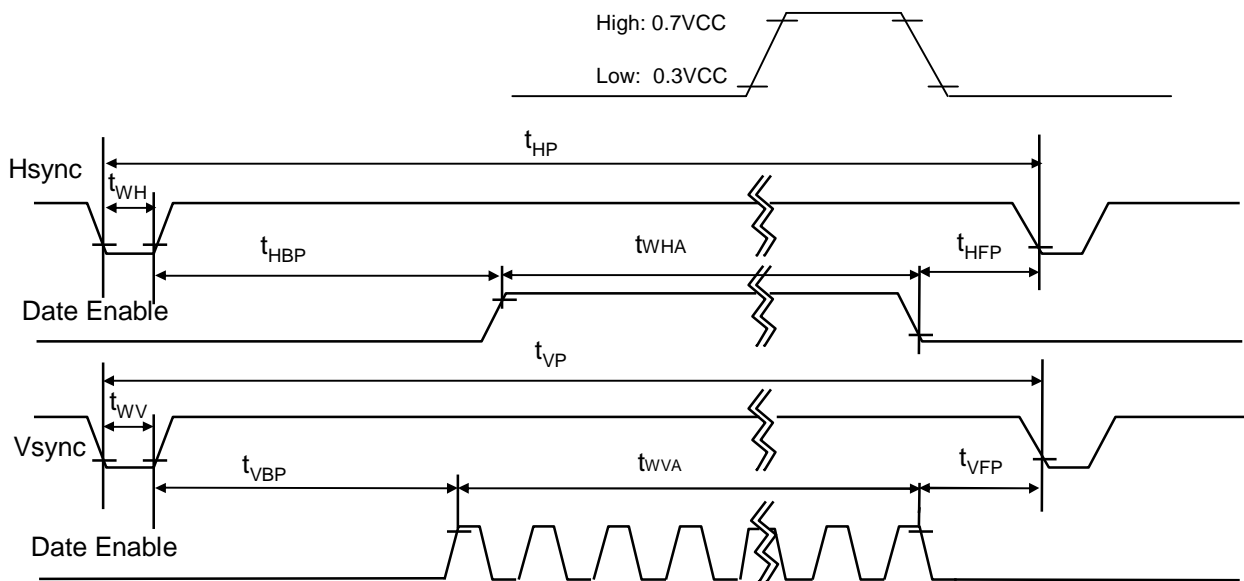 High: 0.7VCC
Low: 0.3VCC
tHP
Hsync
tWH
tHBP
tWHA
tHFP
Date Enable
tVP
tWV
Vsync
tVBP
tWVA
tVFP
Date Enable